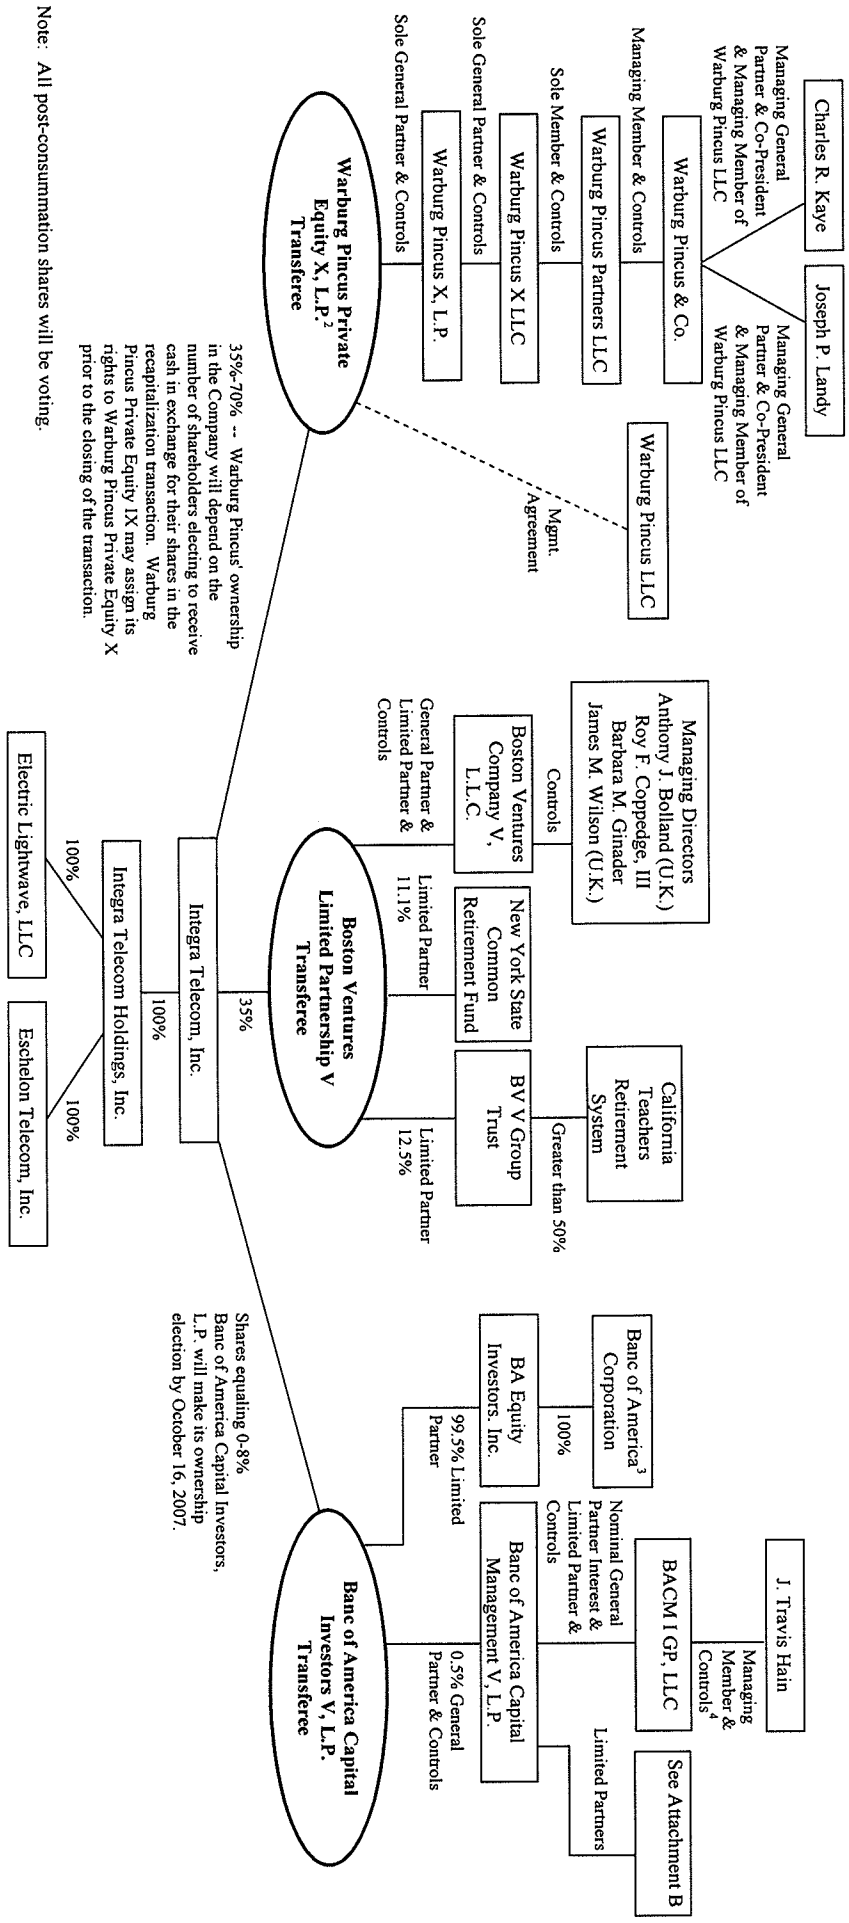 Charles R. Kaye
Joseph P. Landy
Managing General
Partner & Co-President
& Managing Member of
Warburg Pincus LLC
Managing General
Partner & Co-President
& Managing Member of
Warburg Pincus LLC
Warburg Pincus & Co.
Managing Member & Controls
Warburg Pincus Partners LLC
Sole Member & Controls
Warburg Pincus X LLC
Sole General Partner & Controls
Warburg Pincus X, L.P.
Sole General Partner & Controls
Warburg Pincus Private
Equity X, L.P.2
Transferee
Warburg Pincus LLC
Mgmt.
Agreement
35%-70% -- Warburg Pincus' ownership
in the Company will depend on the
number of shareholders electing to receive
cash in exchange for their shares in the
recapitalization transaction. Warburg
Pincus Private Equity IX may assign its
rights to Warburg Pincus Private Equity X
prior to the closing of the transaction.
Managing Directors
Anthony J. Bolland (U.K.)
Roy F. Coppedge, III
Barbara M. Ginader
James M. Wilson (U.K.)
Controls
Boston Ventures
Company V,
L.L.C.
General Partner &
Limited Partner &
Controls
New York State
Common
Retirement Fund
Limited Partner
11.1%
California
Teachers
Retirement
System
Greater than 50%
BV V Group
Trust
Limited Partner
12.5%
Boston Ventures
Limited Partnership V
Transferee
35%
Integra Telecom, Inc.
100%
Integra Telecom Holdings, Inc.
100%
100%
Electric Lightwave, LLC
Eschelon Telecom, Inc.
Banc of America3
Corporation
100%
BA Equity
Investors. Inc.
99.5% Limited
Partner
J. Travis Hain
Managing
Member &
Controls4
BACM I GP, LLC
See Attachment B
Nominal General
Partner Interest &
Limited Partner &
Controls
Limited Partners
Banc of America Capital
Management V, L.P.
0.5% General
Partner & Controls
Banc of America Capital
Investors V, L.P.
Transferee
Shares equaling 0-8%
Banc of America Capital Investors,
L.P. will make its ownership
election by October 16, 2007.
Note: All post-consummation shares will be voting.